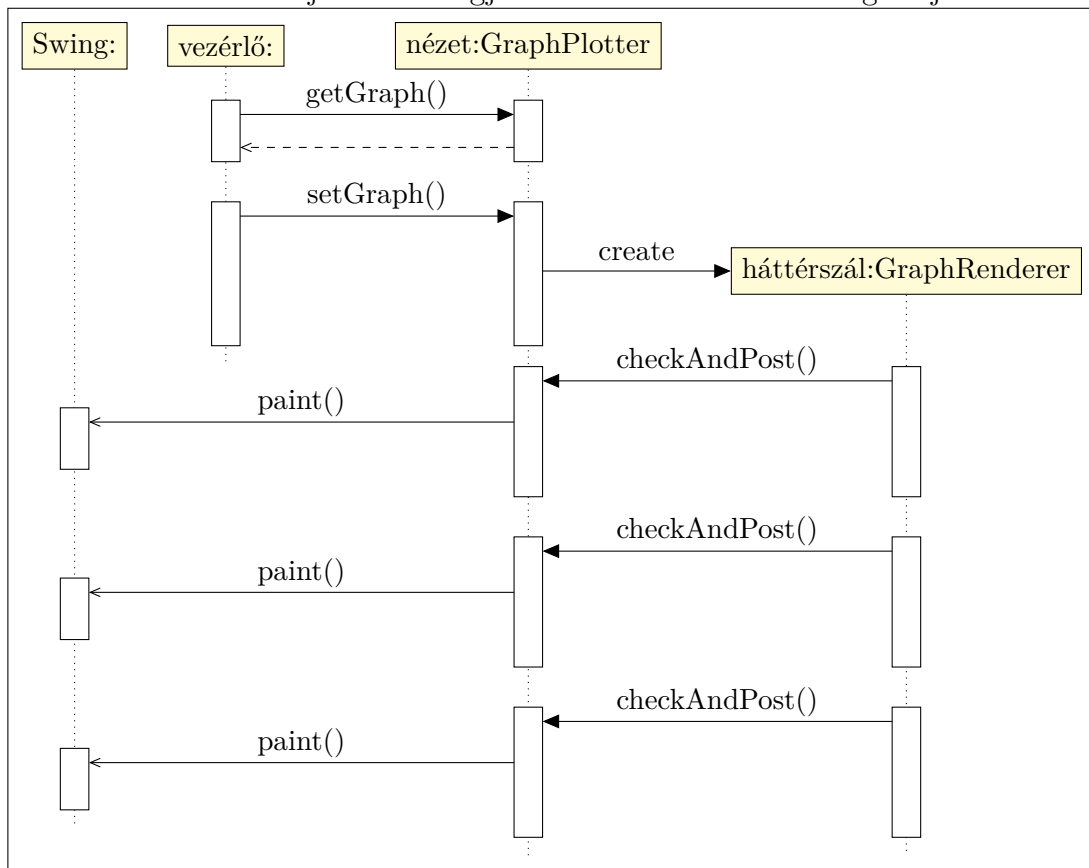 Swing:
vezérlő:
nézet:GraphPlotter
getGraph()
setGraph()
create
háttérszál:GraphRenderer
checkAndPost()
paint()
checkAndPost()
paint()
checkAndPost()
paint()